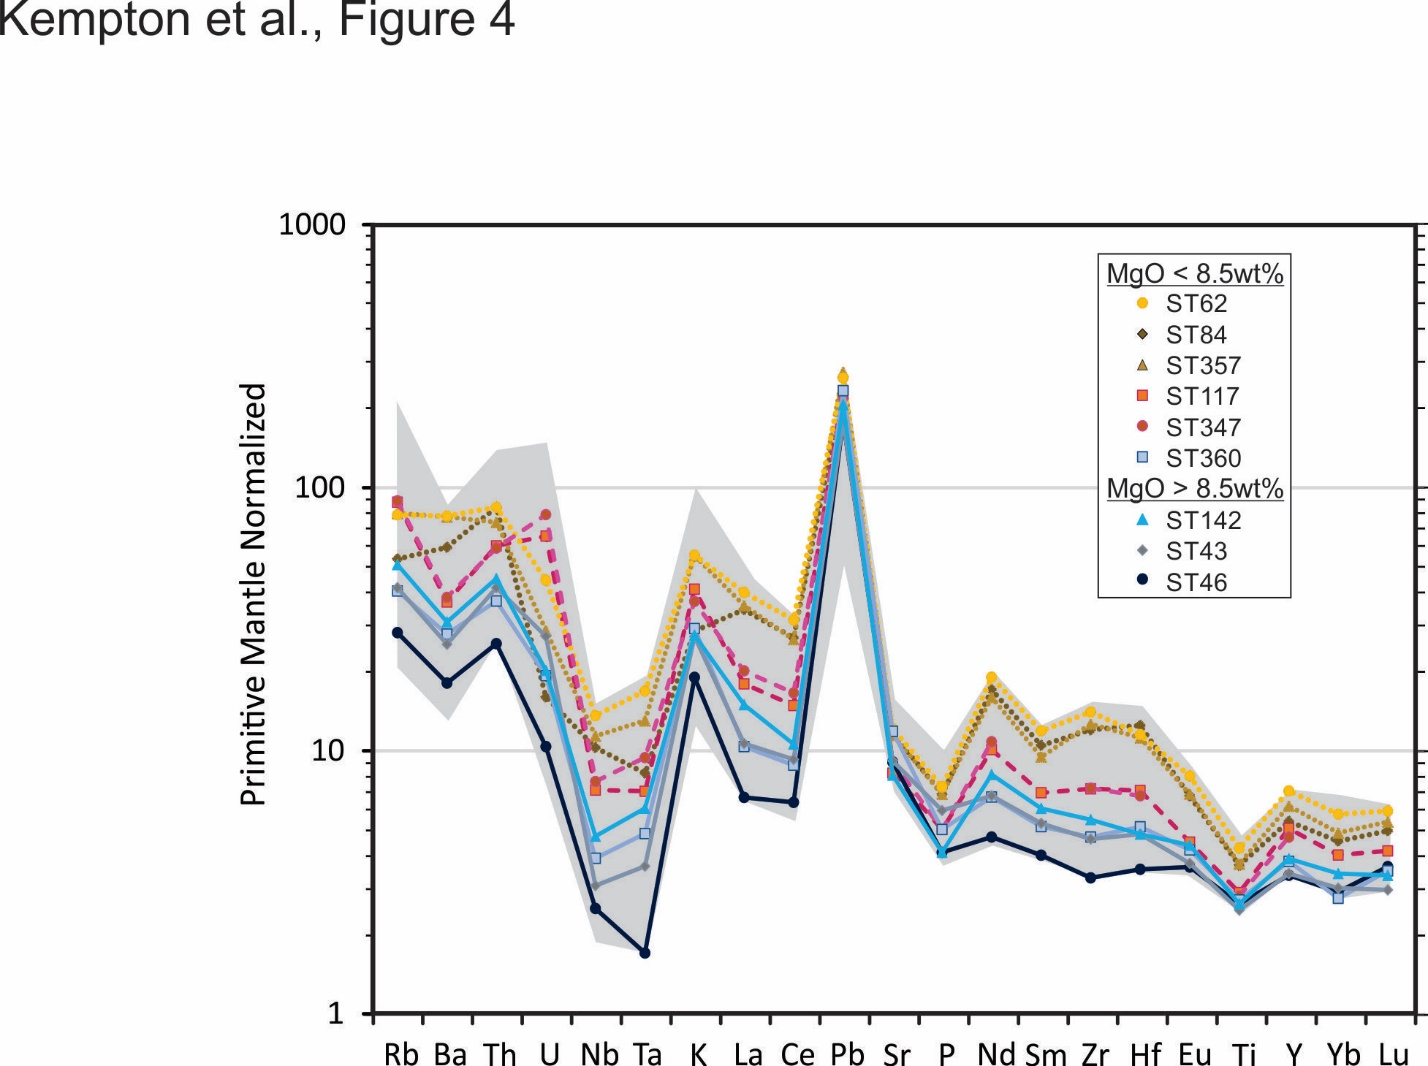 Kempton et al., Figure 4
1000
100
10
1
Primitive Mantle Normalized
MgO < 8.5wt%
ST62
ST84
ST357
ST117
ST347
ST360
MgO > 8.5wt%
ST142
ST43
ST46
Rb Ba Th U Nb Ta K La Ce Pb Sr P Nd Sm Zr Hf Eu Ti Y Yb Lu